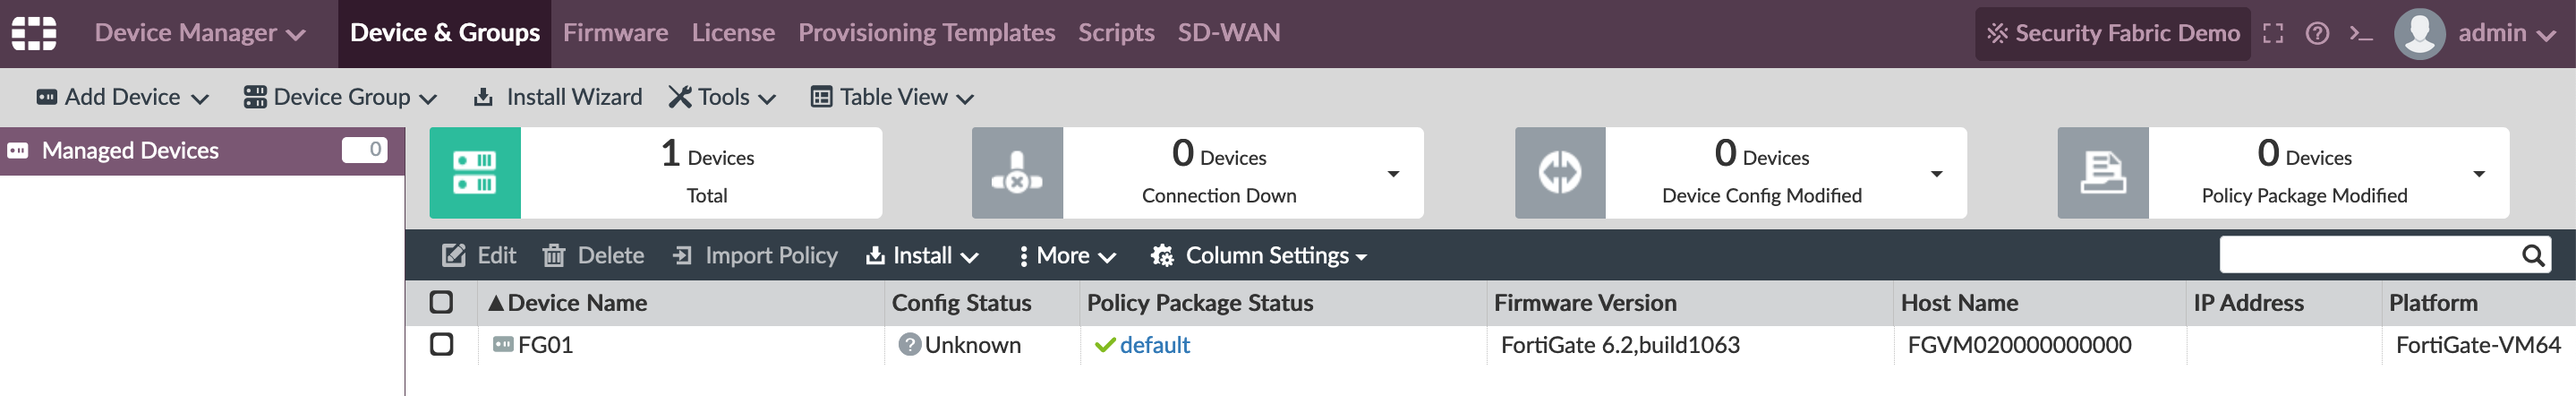 Device Manager Device & Groups Firmware License Provisioning Templates Scripts SD-WAN Security Fabric Demo admin
Add Device Device Group Install Wizard Tools Table View
Managed Devices 0
1 Devices
Total
0 Devices
Connection Down
0 Devices
Device Config Modified
0 Devices
Policy Package Modified
Edit Delete Import Policy Install More Column Settings
Device Name Config Status Policy Package Status Firmware Version Host Name IP Address Platform
FG01 Unknown default FortiGate 6.2,build1063 FGVM020000000000 FortiGate-VM64